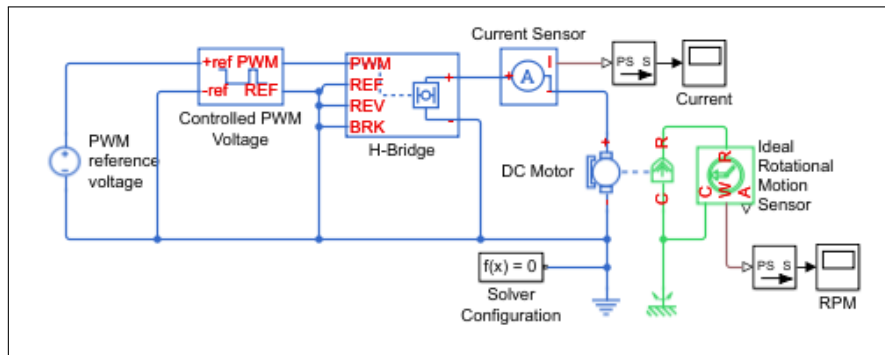 Current Sensor
+ref PWM
-ref REF
Controlled PWM
Voltage
PWM
REF
REV
BRK
+
-
H-Bridge
+
A
I
-
PS S
Current
PWM
reference
voltage
DC Motor
+
-
R
C
C
W
R
A
Ideal
Rotational
Motion
Sensor
f(x) = 0
Solver
Configuration
PS S
RPM